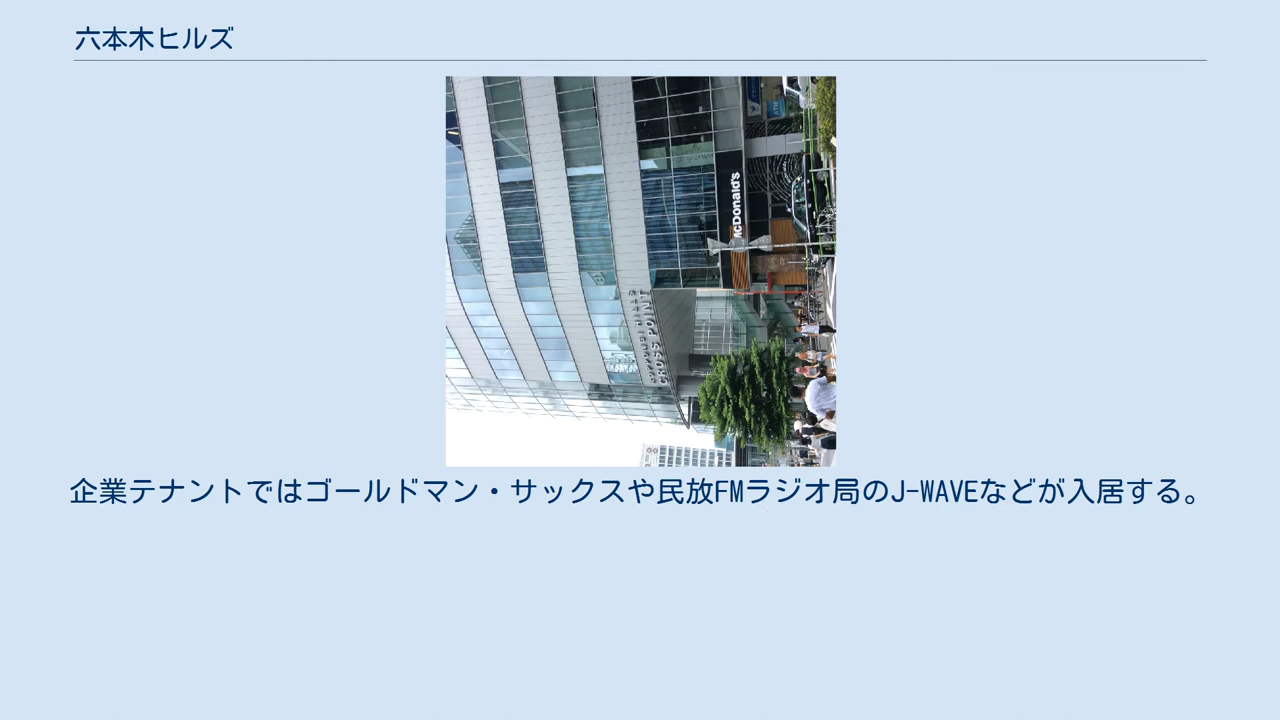 六本木ヒルズ
McDonald's
CROSS POINT
企業テナントではゴールドマン・サックスや民放FMラジオ局のJ-WAVEなどが入居する。